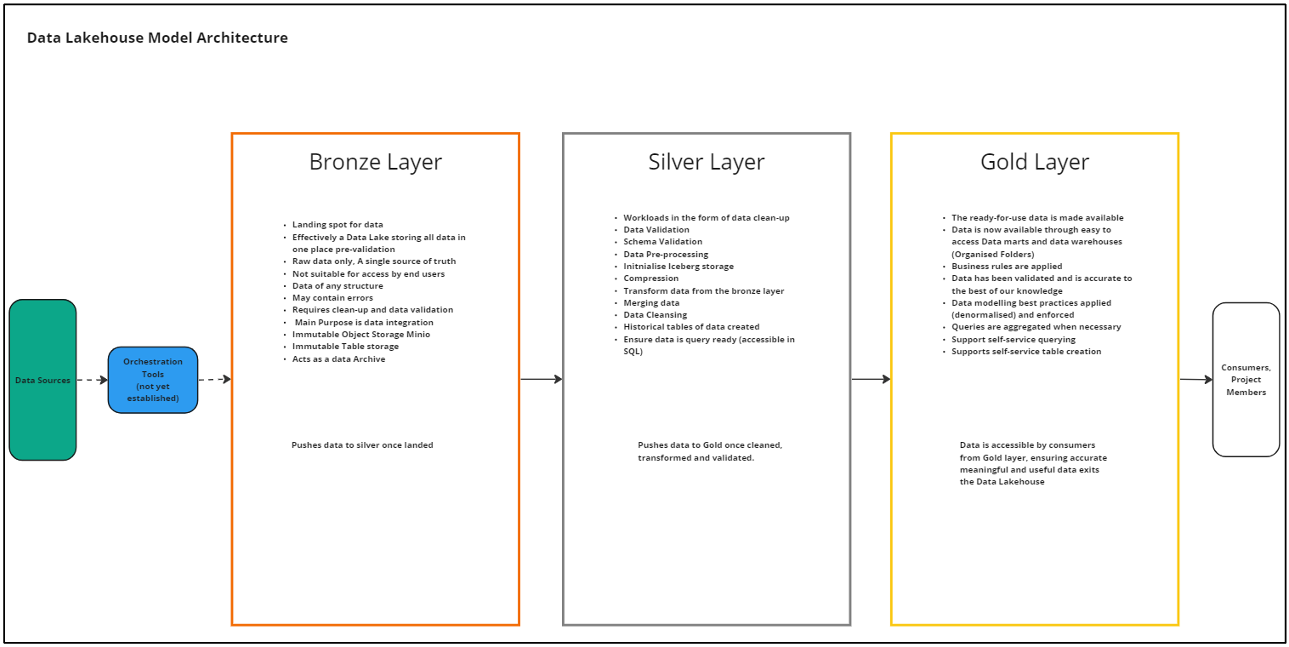 Data Lakehouse Model Architecture
Data Sources
Orchestration
Tools
(not yet
established)
Bronze Layer
• Landing spot for data
• Effectively a Data Lake storing all data in
one place pre-validation
• Raw data only, A single source of truth
• Not suitable for access by end users
• Data of any structure
• May contain errors
• Requires clean-up and data validation
• Main Purpose is data integration
• Immutable Object Storage Minio
• Immutable Table storage
• Acts as a data Archive
Pushes data to silver once landed
Silver Layer
• Workloads in the form of data clean-up
• Data Validation
• Schema Validation
• Data Pre-processing
• Initnialise Iceberg storage
• Compression
• Transform data from the bronze layer
• Merging data
• Data Cleansing
• Historical tables of data created
• Ensure data is query ready (accessible in
SQL)
Pushes data to Gold once cleaned,
transformed and validated.
Gold Layer
• The ready-for-use data is made available
• Data is now available through easy to
access Data marts and data warehouses
(Organised Folders)
• Business rules are applied
• Data has been validated and is accurate to
the best of our knowledge
• Data modelling best practices applied
(denormalised) and enforced
• Queries are aggregated when necessary
• Support self-service querying
• Supports self-service table creation
Data is accessible by consumers
from Gold layer, ensuring accurate
meaningful and useful data exits
the Data Lakehouse
Consumers,
Project
Members